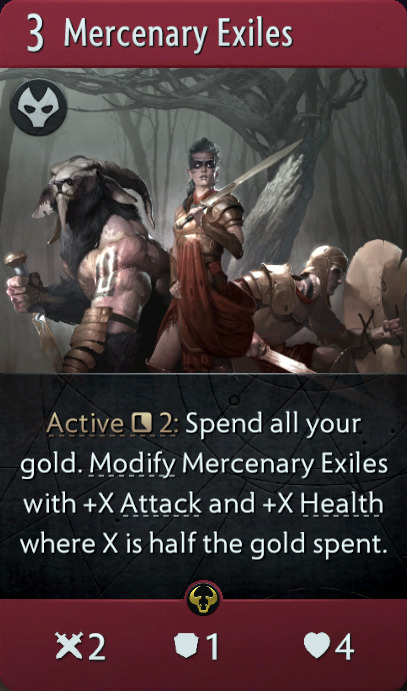 3 Mercenary Exiles
Active 2: Spend all your
gold. Modify Mercenary Exiles
with +X Attack and +X Health
where X is half the gold spent.
2 1 4